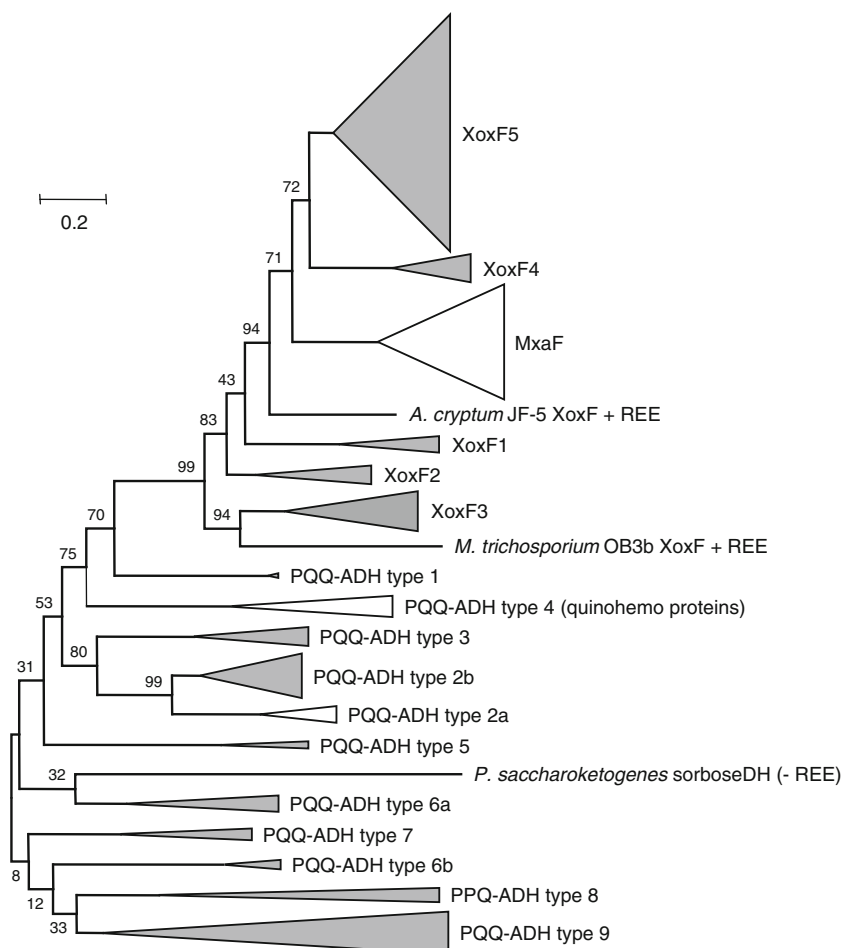 XoxF5
72
0.2
71
XoxF4
MxaF
94
43
A. cryptum JF-5 XoxF + REE
83
XoxF1
99
XoxF2
94
XoxF3
70
M. trichosporium OB3b XoxF + REE
75
PQQ-ADH type 1
53
PQQ-ADH type 4 (quinohemo proteins)
PQQ-ADH type 3
80
31
99
PQQ-ADH type 2b
PQQ-ADH type 2a
PQQ-ADH type 5
32
P. saccharoketogenes sorboseDH (- REE)
PQQ-ADH type 6a
PQQ-ADH type 7
8
PQQ-ADH type 6b
12
PPQ-ADH type 8
33
PQQ-ADH type 9